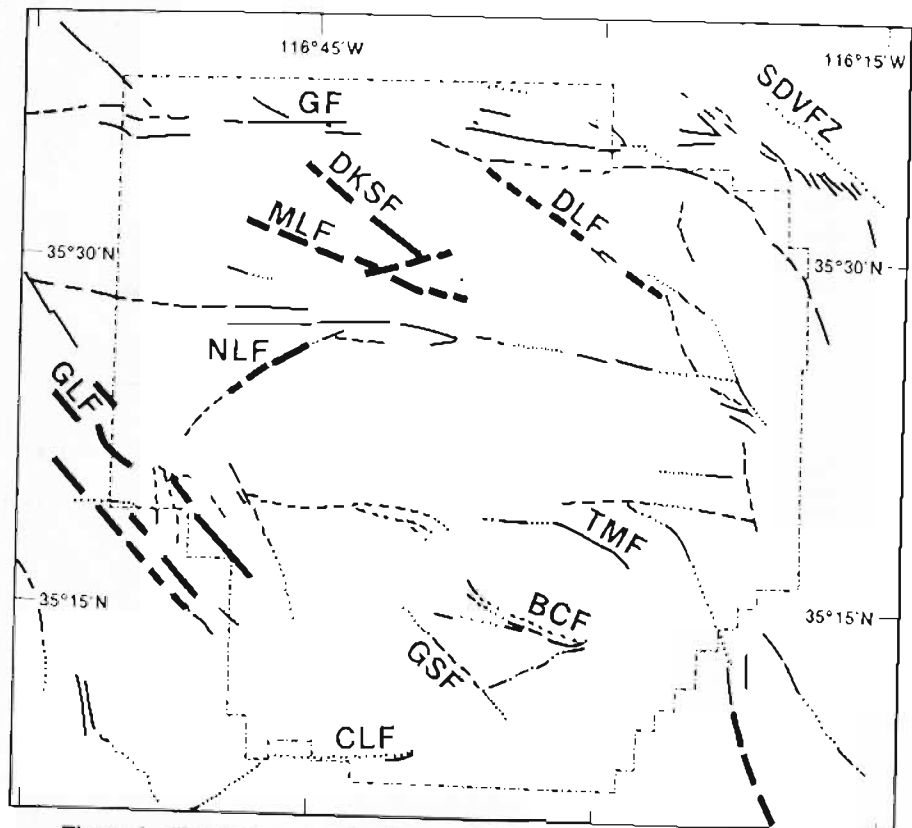 116°45'W
116°15'W
SDVFZ
GF
DKSF
DLF
MLF
35°30'N
35°30'N
NLF
GLF
TMF
35°15'N
35°15'N
BCF
GSF
CLF